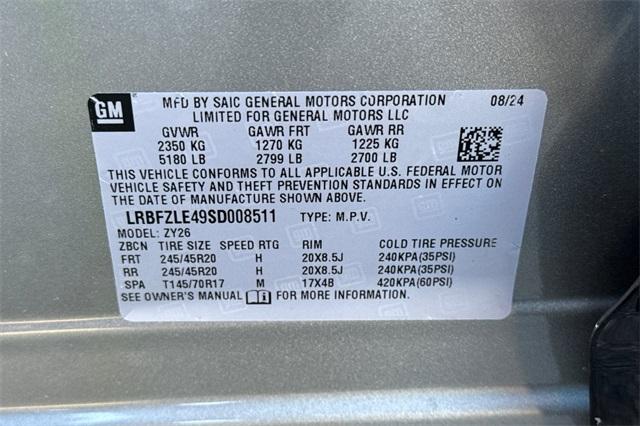 GM
MFD BY SAIC GENERAL MOTORS CORPORATION 08/24
LIMITED FOR GENERAL MOTORS LLC
GVWR GAWR FRT GAWR RR
2350 KG 1270 KG 1225 KG
5180 LB 2799 LB 2700 LB
THIS VEHICLE CONFORMS TO ALL APPLICABLE U.S. FEDERAL MOTOR
VEHICLE SAFETY AND THEFT PREVENTION STANDARDS IN EFFECT ON
THE DATE OF MANUFACTURE SHOWN ABOVE.
LRBFZLE49SD008511 TYPE: M.P.V.
MODEL: ZY26
ZBCN TIRE SIZE SPEED RTG RIM COLD TIRE PRESSURE
FRT 245/45R20 H 20X8.5J 240KPA(35PSI)
RR 245/45R20 H 20X8.5J 240KPA(35PSI)
SPA T145/70R17 M 17X4B 420KPA(60PSI)
SEE OWNER'S MANUAL FOR MORE INFORMATION.